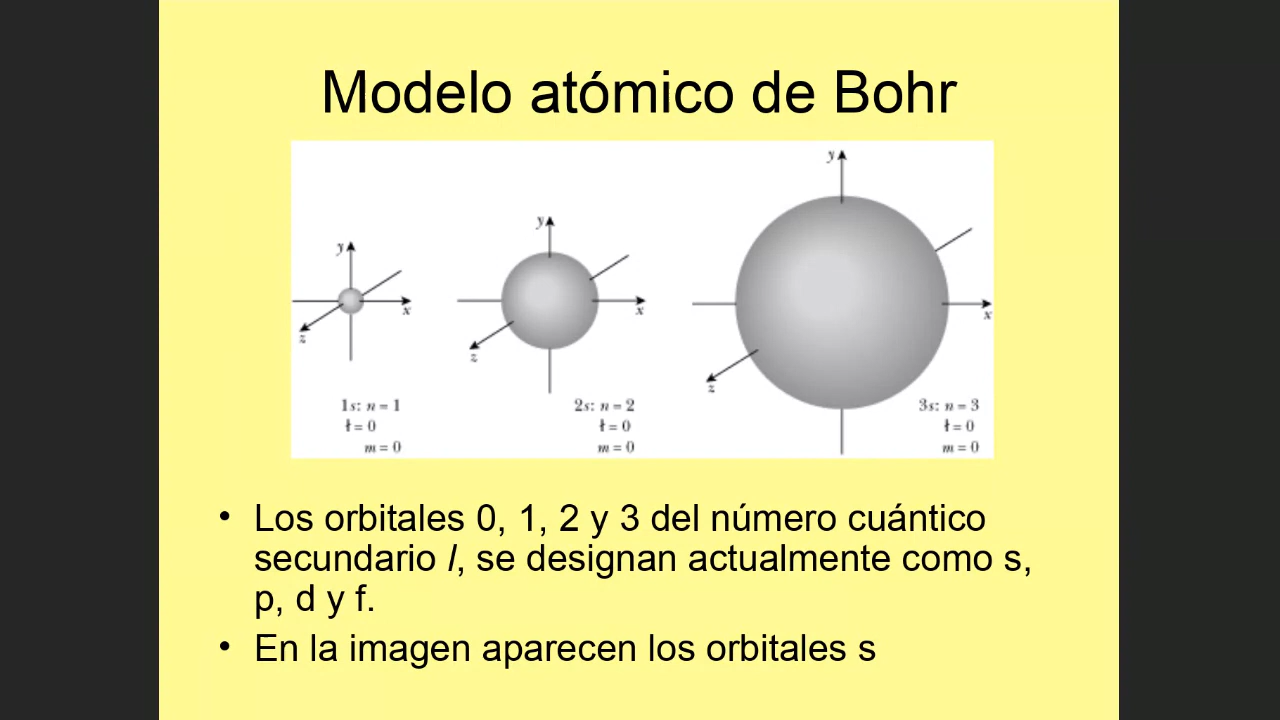 Modelo atómico de Bohr
y
x
z
1s: n = 1
ł = 0
m = 0
y
x
z
2s: n = 2
ł = 0
m = 0
y
x
z
3s: n = 3
ł = 0
m = 0
• Los orbitales 0, 1, 2 y 3 del número cuántico
secundario l, se designan actualmente como s,
p, d y f.
• En la imagen aparecen los orbitales s